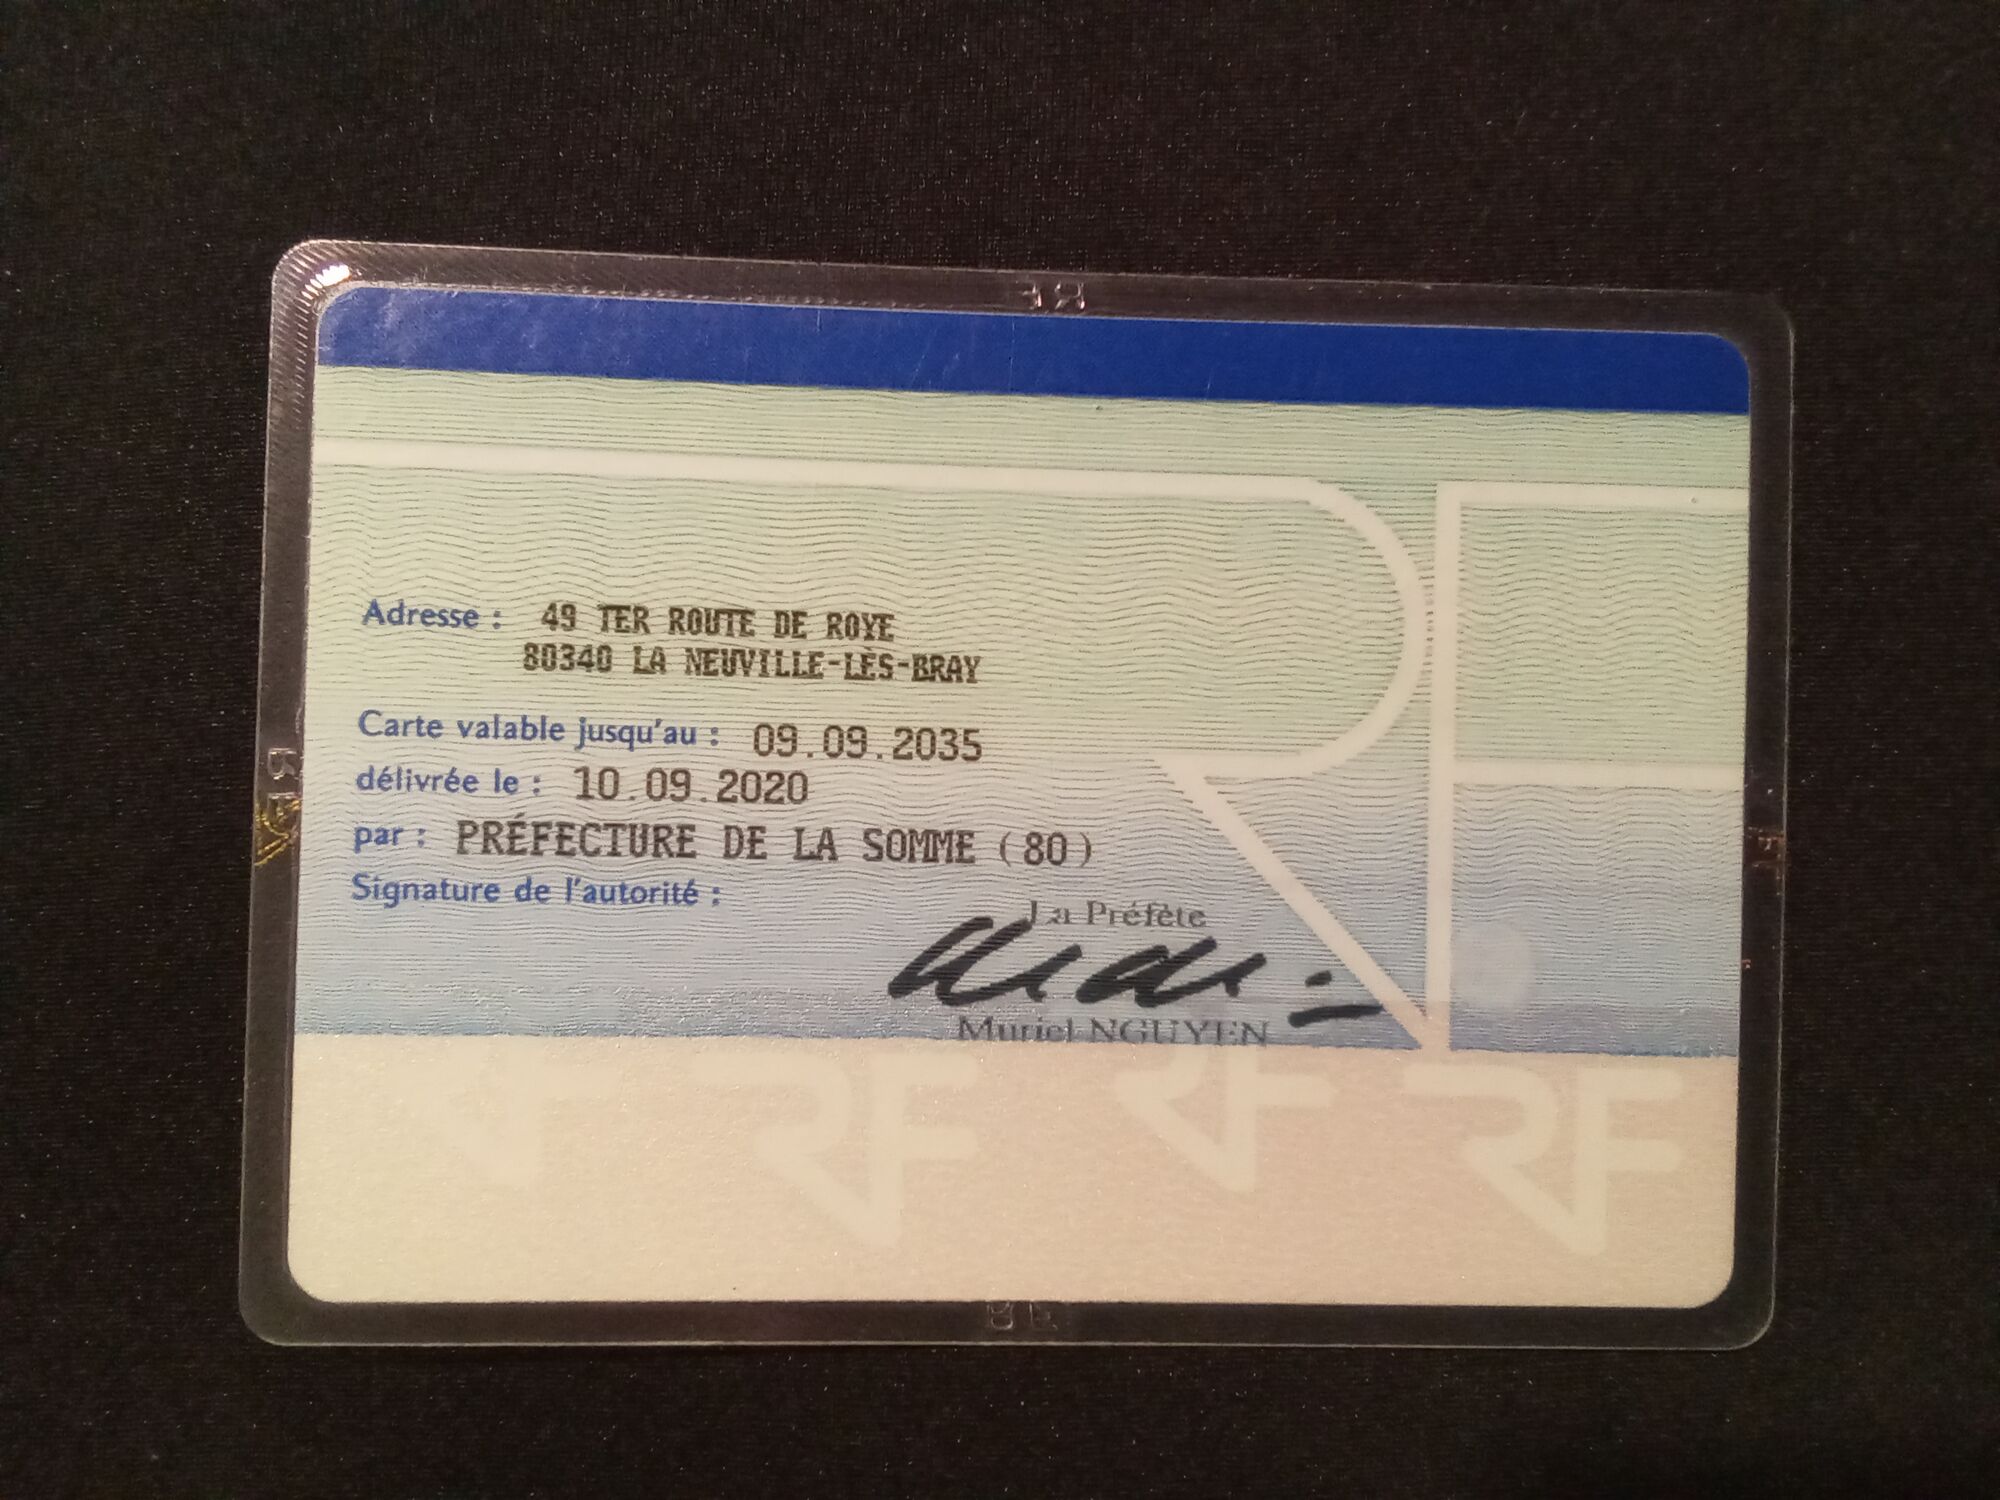 Adresse : 49 TER ROUTE DE ROYE
80340 LA NEUVILLE-LÈS-BRAY
Carte valable jusqu'au : 09.09.2035
délivrée le : 10.09.2020
par : PRÉFECTURE DE LA SOMME (80)
Signature de l'autorité :
La Préfète
Muriel NGUYEN
RF
RF RF RF